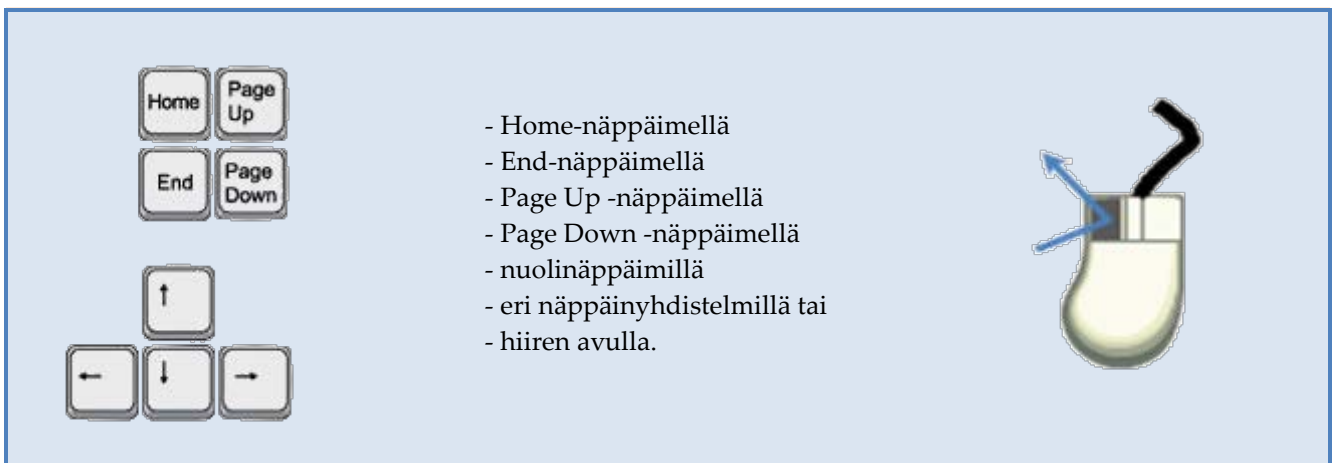 Home
Page
Up
End
Page
Down
↑
← ↓ →
- Home-näppäimellä
- End-näppäimellä
- Page Up -näppäimellä
- Page Down -näppäimellä
- nuolinäppäimillä
- eri näppäinyhdistelmillä tai
- hiiren avulla.